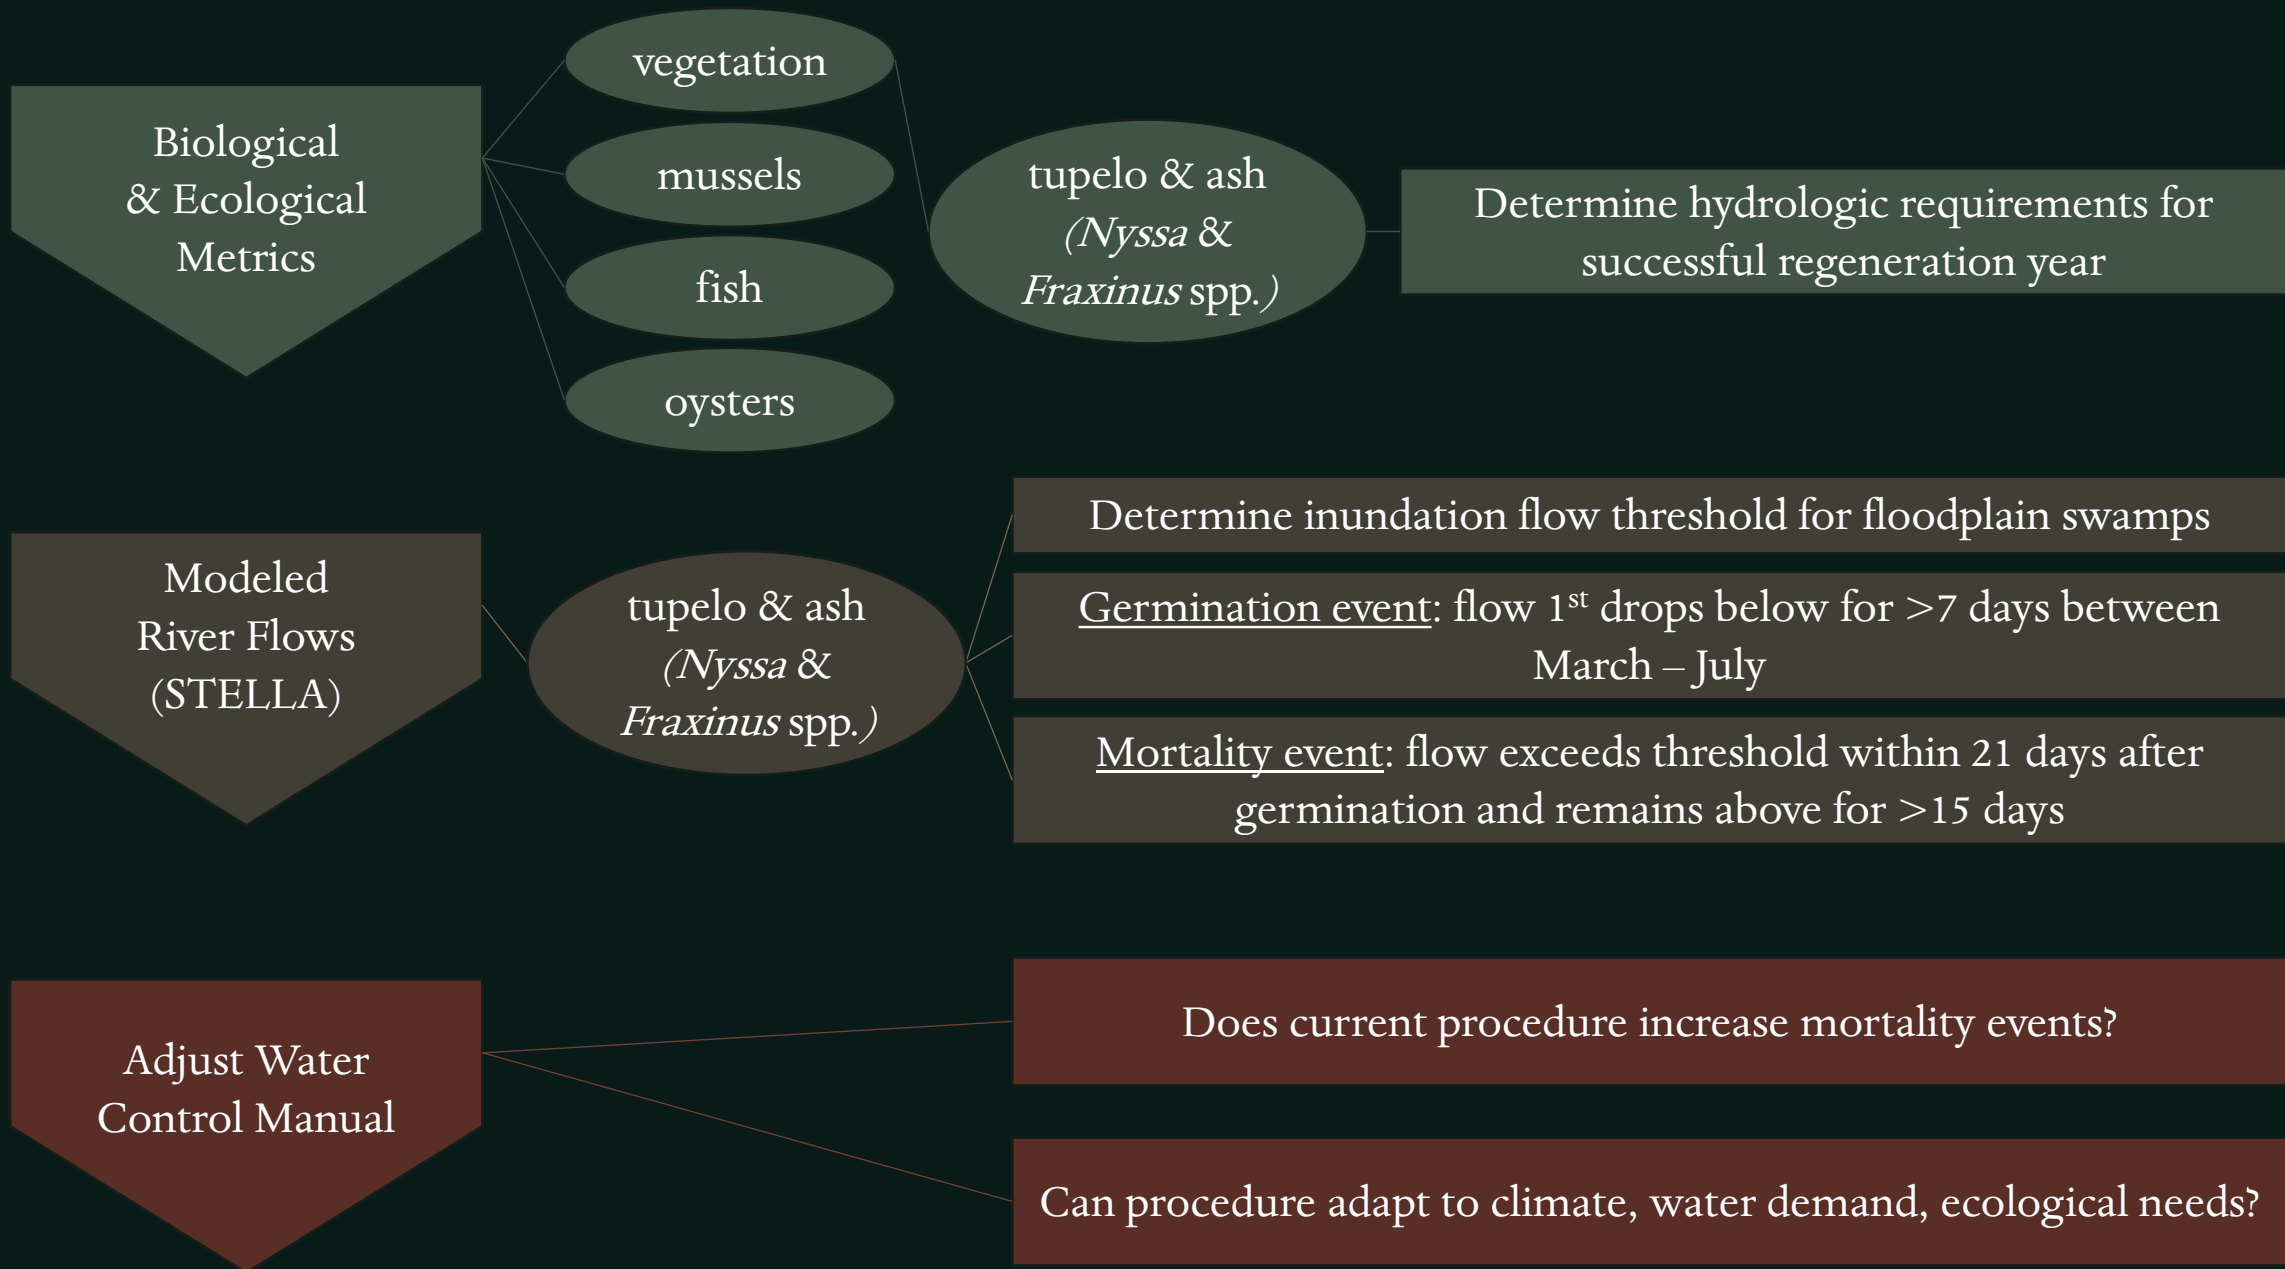 Biological
& Ecological
Metrics
vegetation
mussels
fish
oysters
tupelo & ash
(Nyssa &
Fraxinus spp.)
Determine hydrologic requirements for
successful regeneration year
Modeled
River Flows
(STELLA)
tupelo & ash
(Nyssa &
Fraxinus spp.)
Determine inundation flow threshold for floodplain swamps
Germination event: flow 1st drops below for >7 days between
March – July
Mortality event: flow exceeds threshold within 21 days after
germination and remains above for >15 days
Adjust Water
Control Manual
Does current procedure increase mortality events?
Can procedure adapt to climate, water demand, ecological needs?